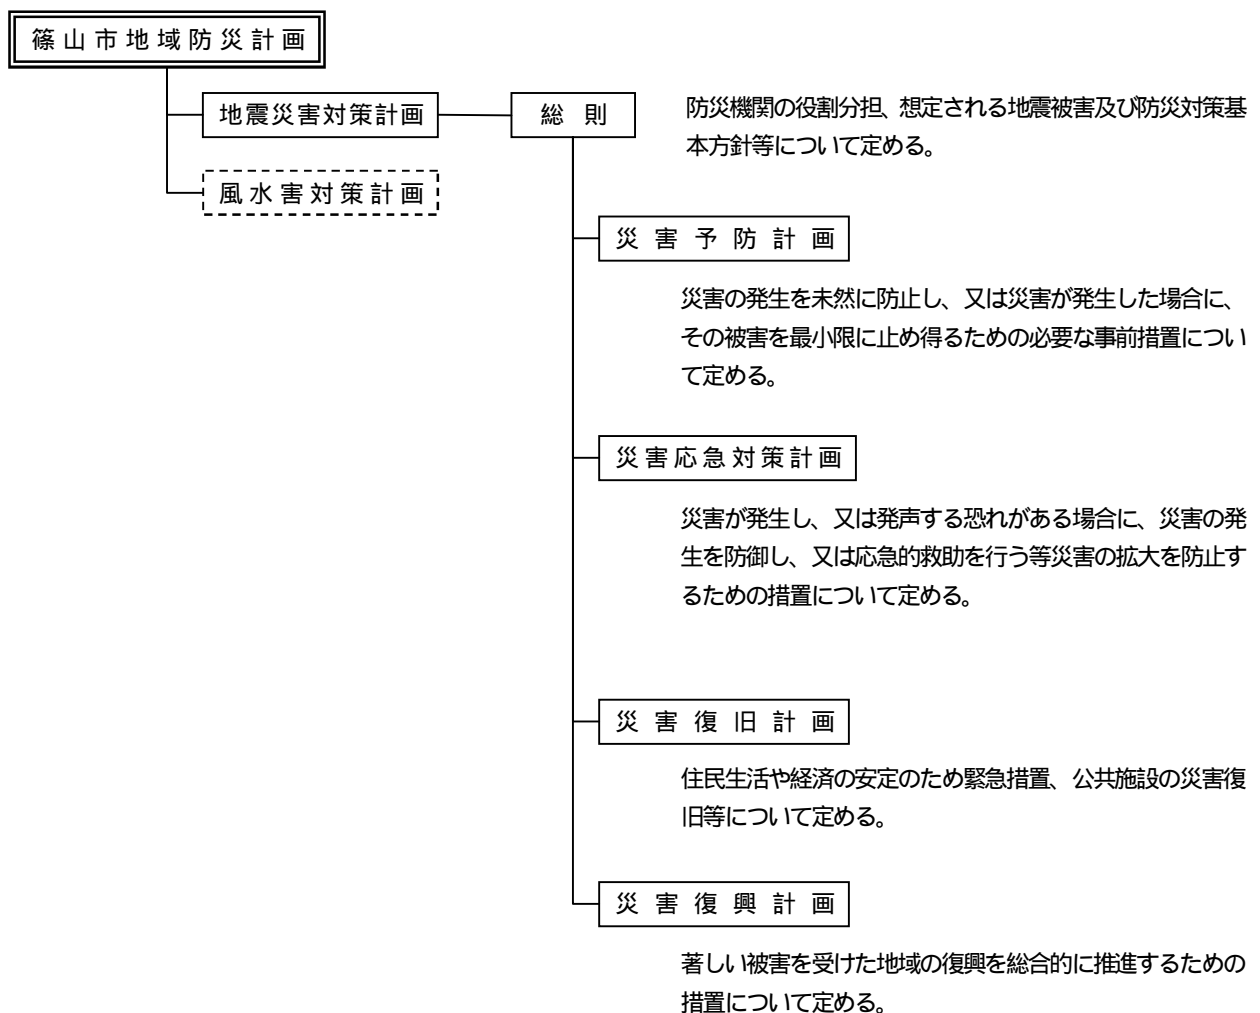 篠山市地域防災計画
地震災害対策計画
総則
防災機関の役割分担、想定される地震被害及び防災対策基
本方針等について定める。
風水害対策計画
災害予防計画
災害の発生を未然に防止し、又は災害が発生した場合に、
その被害を最小限に止め得るための必要な事前措置につい
て定める。
災害応急対策計画
災害が発生し、又は発声する恐れがある場合に、災害の発
生を防御し、又は応急的救助を行う等災害の拡大を防止す
るための措置について定める。
災害復旧計画
住民生活や経済の安定のため緊急措置、公共施設の災害復
旧等について定める。
災害復興計画
著しい被害を受けた地域の復興を総合的に推進するための
措置について定める。